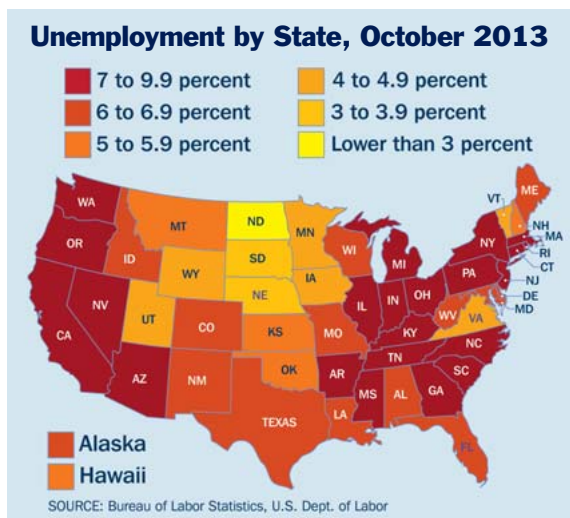 Unemployment by State, October 2013
7 to 9.9 percent
4 to 4.9 percent
6 to 6.9 percent
3 to 3.9 percent
5 to 5.9 percent
Lower than 3 percent
WA
MT
ND
MN
VT
ME
OR
ID
SD
WI
NY
NH
MA
WY
MI
RI
CT
NV
NE
IA
PA
NJ
UT
IL
IN
OH
DE
CA
CO
WV
VA
MD
KS
MO
KY
NC
AZ
NM
OK
AR
TN
SC
TEXAS
LA
MS
AL
GA
FL
Alaska
Hawaii
SOURCE: Bureau of Labor Statistics, U.S. Dept. of Labor